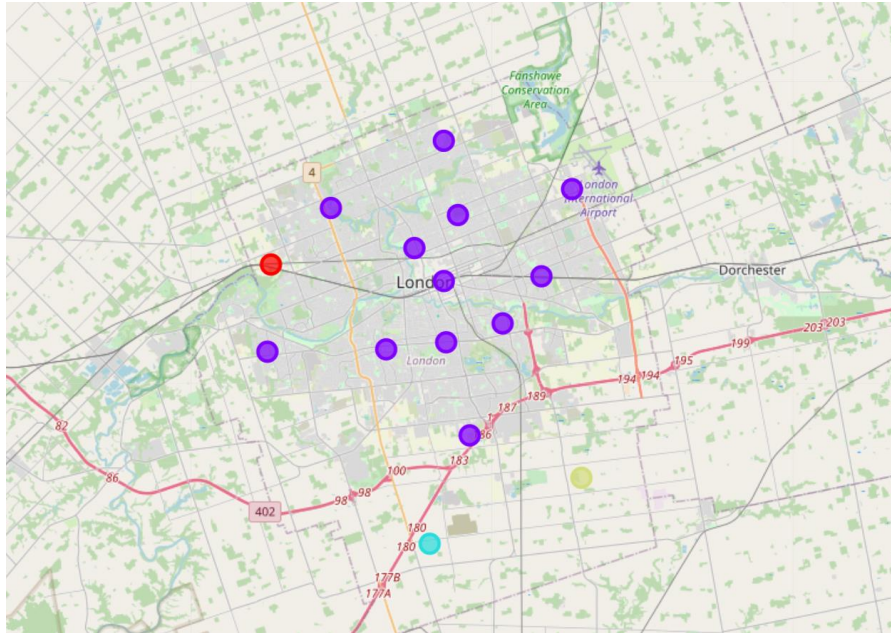 Fanshawe
Conservation
Area
4
London
International
Airport
London
Dorchester
London
203 203
199
195
194 194
189
187
86
183
82
86
100
98 98
402
180
180
177B
177A